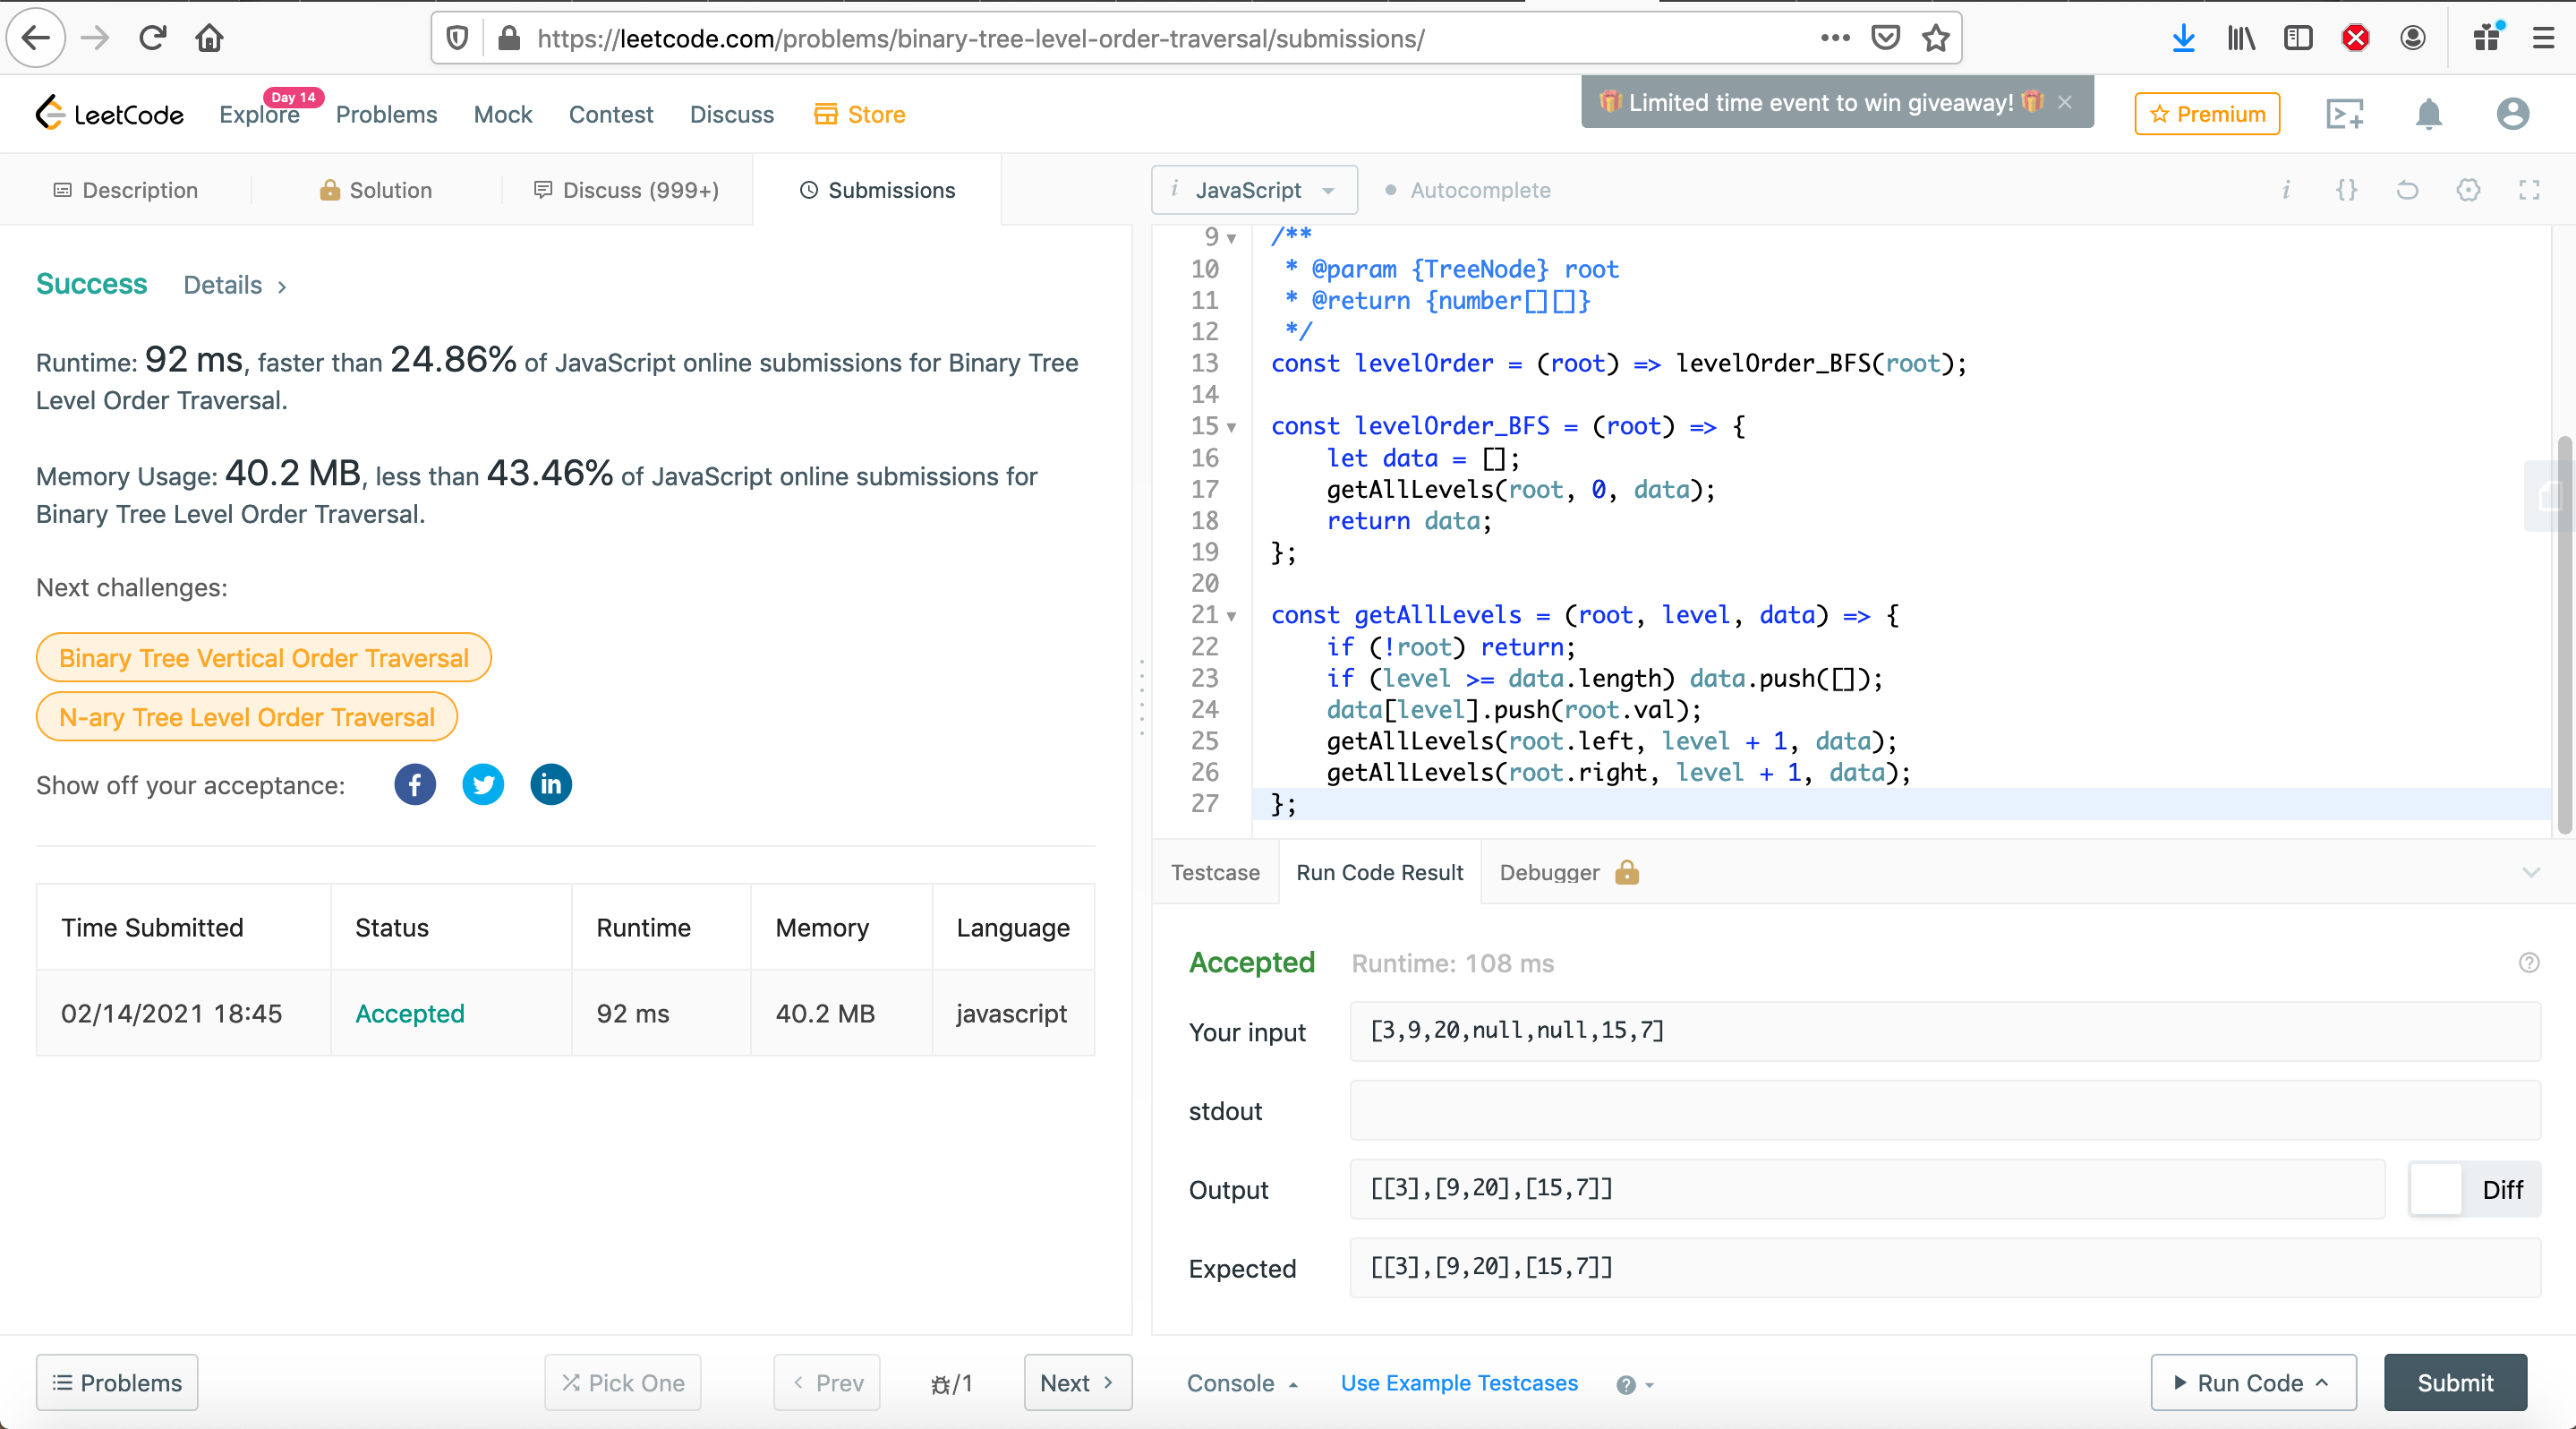 https://leetcode.com/problems/binary-tree-level-order-traversal/submissions/
LeetCode
Explore
Day 14
Problems
Mock
Contest
Discuss
Store
Limited time event to win giveaway!
Premium
Description
Solution
Discuss (999+)
Submissions
i JavaScript
Autocomplete
i {}
Success Details >
Runtime: 92 ms, faster than 24.86% of JavaScript online submissions for Binary Tree
Level Order Traversal.
Memory Usage: 40.2 MB, less than 43.46% of JavaScript online submissions for
Binary Tree Level Order Traversal.
Next challenges:
Binary Tree Vertical Order Traversal
N-ary Tree Level Order Traversal
Show off your acceptance:
Time Submitted Status Runtime Memory Language
02/14/2021 18:45 Accepted 92 ms 40.2 MB javascript
9 /**
10 * @param {TreeNode} root
11 * @return {number[][]}
12 */
13 const levelOrder = (root) => levelOrder_BFS(root);
14
15 const levelOrder_BFS = (root) => {
16 let data = [];
17 getAllLevels(root, 0, data);
18 return data;
19 };
20
21 const getAllLevels = (root, level, data) => {
22 if (!root) return;
23 if (level >= data.length) data.push([]);
24 data[level].push(root.val);
25 getAllLevels(root.left, level + 1, data);
26 getAllLevels(root.right, level + 1, data);
27 };
Testcase
Run Code Result
Debugger
Accepted Runtime: 108 ms
Your input [3,9,20,null,null,15,7]
stdout
Output [[3],[9,20],[15,7]]
Diff
Expected [[3],[9,20],[15,7]]
Problems
Pick One
Prev
/1
Next
Console
Use Example Testcases
Run Code
Submit